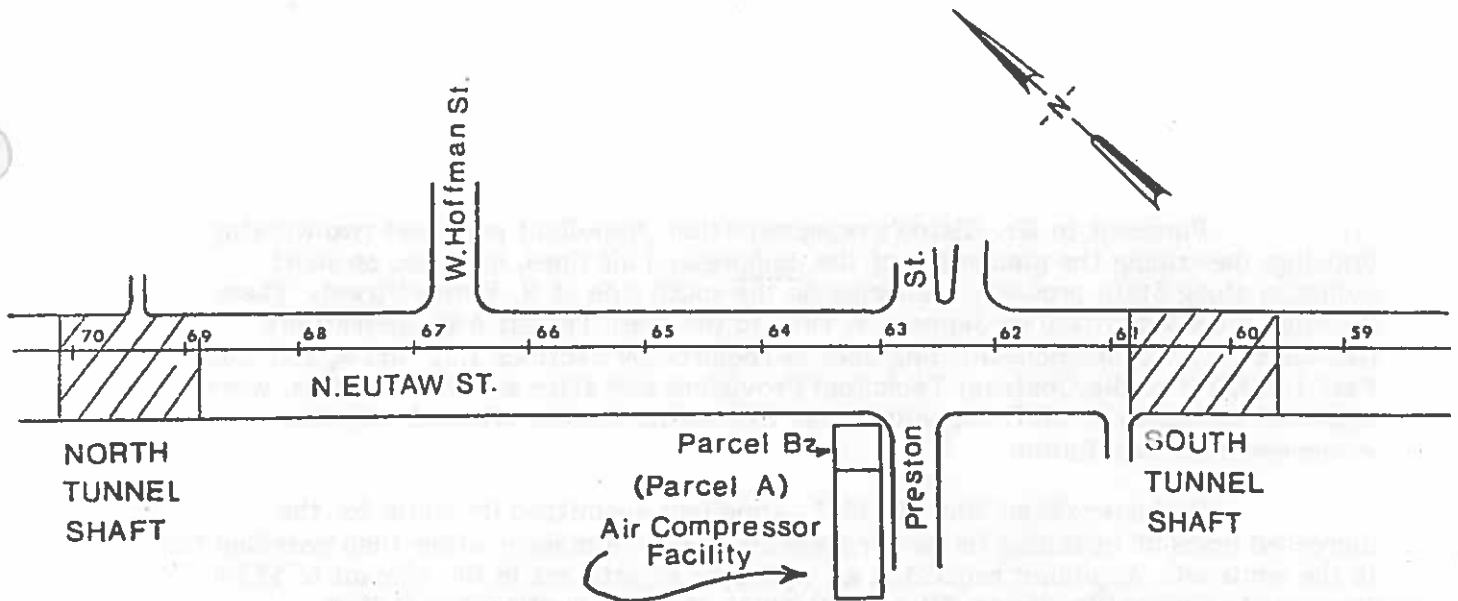 W. Hoffman St.
N
St.
70 69 68 67 66 65 64 63 62 61 60 59
N. EUTAW ST.
NORTH
TUNNEL
SHAFT
Parcel Bz
(Parcel A)
Air Compressor
Facility
Preston
SOUTH
TUNNEL
SHAFT